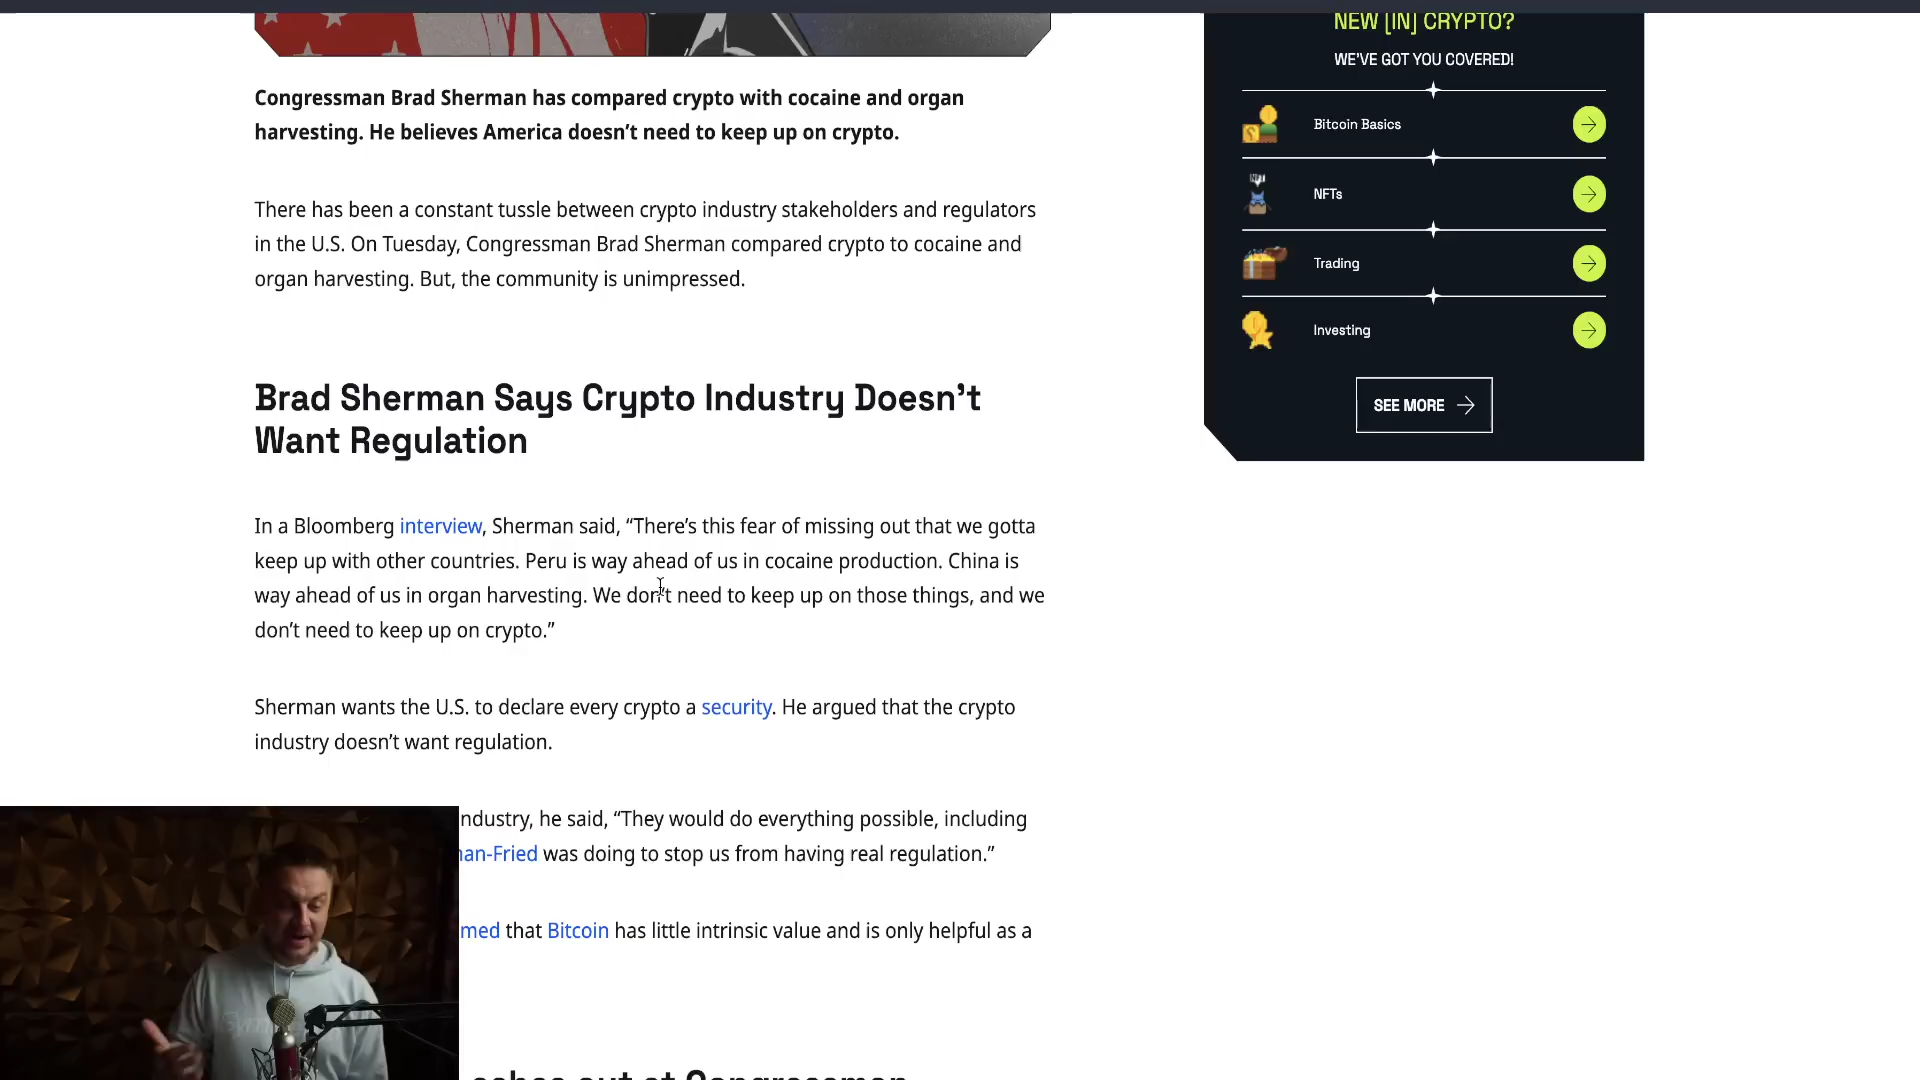 Congressman Brad Sherman has compared crypto with cocaine and organ
harvesting. He believes America doesn’t need to keep up on crypto.
There has been a constant tussle between crypto industry stakeholders and regulators
in the U.S. On Tuesday, Congressman Brad Sherman compared crypto to cocaine and
organ harvesting. But, the community is unimpressed.
Brad Sherman Says Crypto Industry Doesn’t
Want Regulation
In a Bloomberg interview, Sherman said, “There’s this fear of missing out that we gotta
keep up with other countries. Peru is way ahead of us in cocaine production. China is
way ahead of us in organ harvesting. We don’t need to keep up on those things, and we
don’t need to keep up on crypto.”
Sherman wants the U.S. to declare every crypto a security. He argued that the crypto
industry doesn’t want regulation.
ndustry, he said, “They would do everything possible, including
an-Fried was doing to stop us from having real regulation.”
med that Bitcoin has little intrinsic value and is only helpful as a
out at Congressman
NEW [IN] CRYPTO?
WE’VE GOT YOU COVERED!
Bitcoin Basics
NFTs
Trading
Investing
SEE MORE